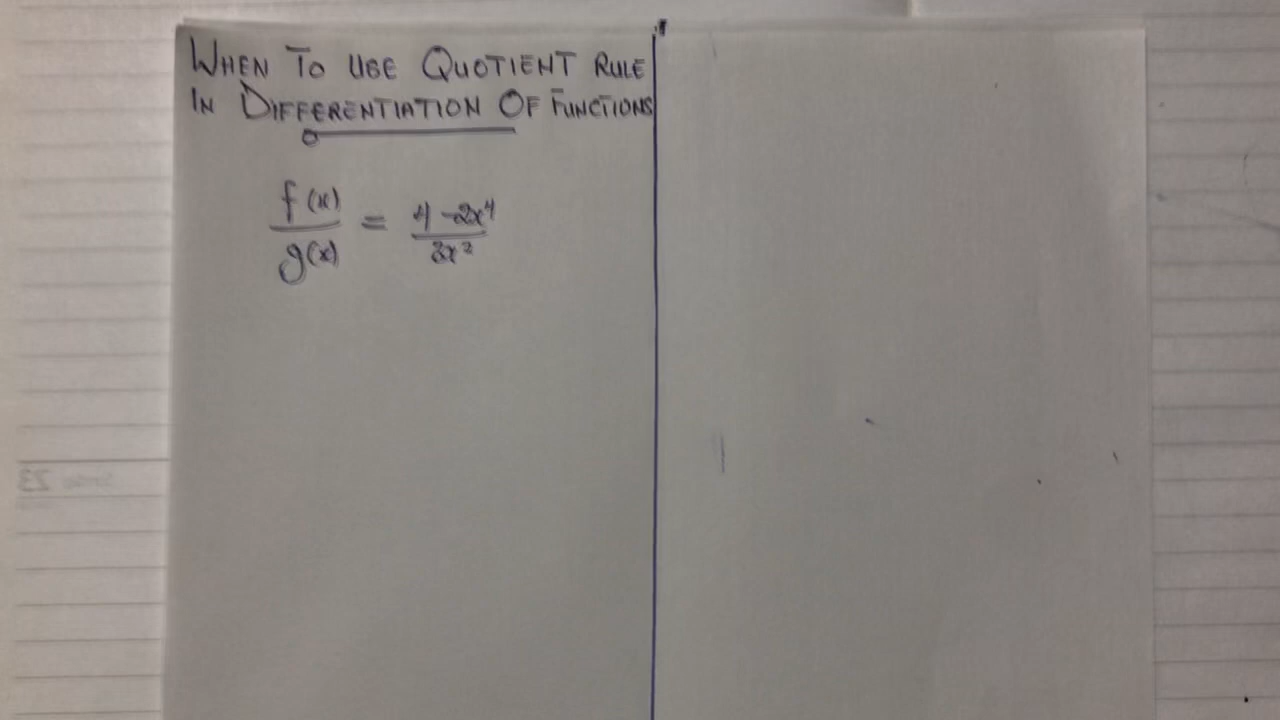 WHEN TO USE QUOTIENT RULE
IN DIFFERENTIATION OF FUNCTIONS
f(x)/g(x) = 4-2x⁴/3x²